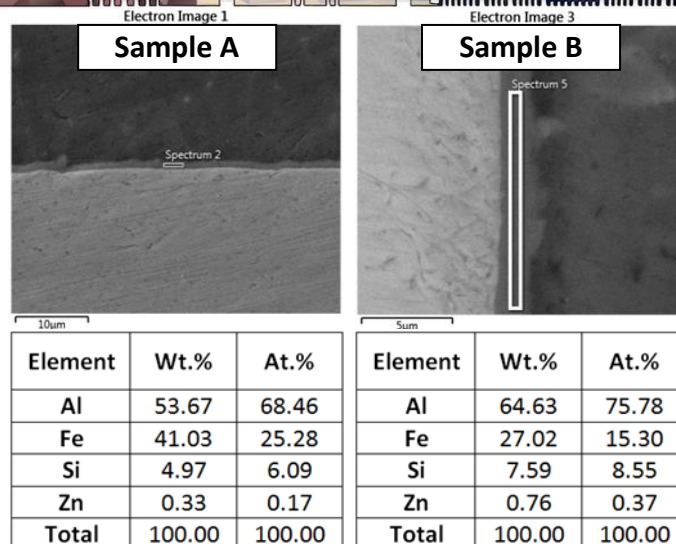 Electron Image 1
Electron Image 3
Sample A
Sample B
Spectrum 5
Spectrum 2
10µm
5µm
Element Wt.% At.%
Al 53.67 68.46
Fe 41.03 25.28
Si 4.97 6.09
Zn 0.33 0.17
Total 100.00 100.00
Element Wt.% At.%
Al 64.63 75.78
Fe 27.02 15.30
Si 7.59 8.55
Zn 0.76 0.37
Total 100.00 100.00